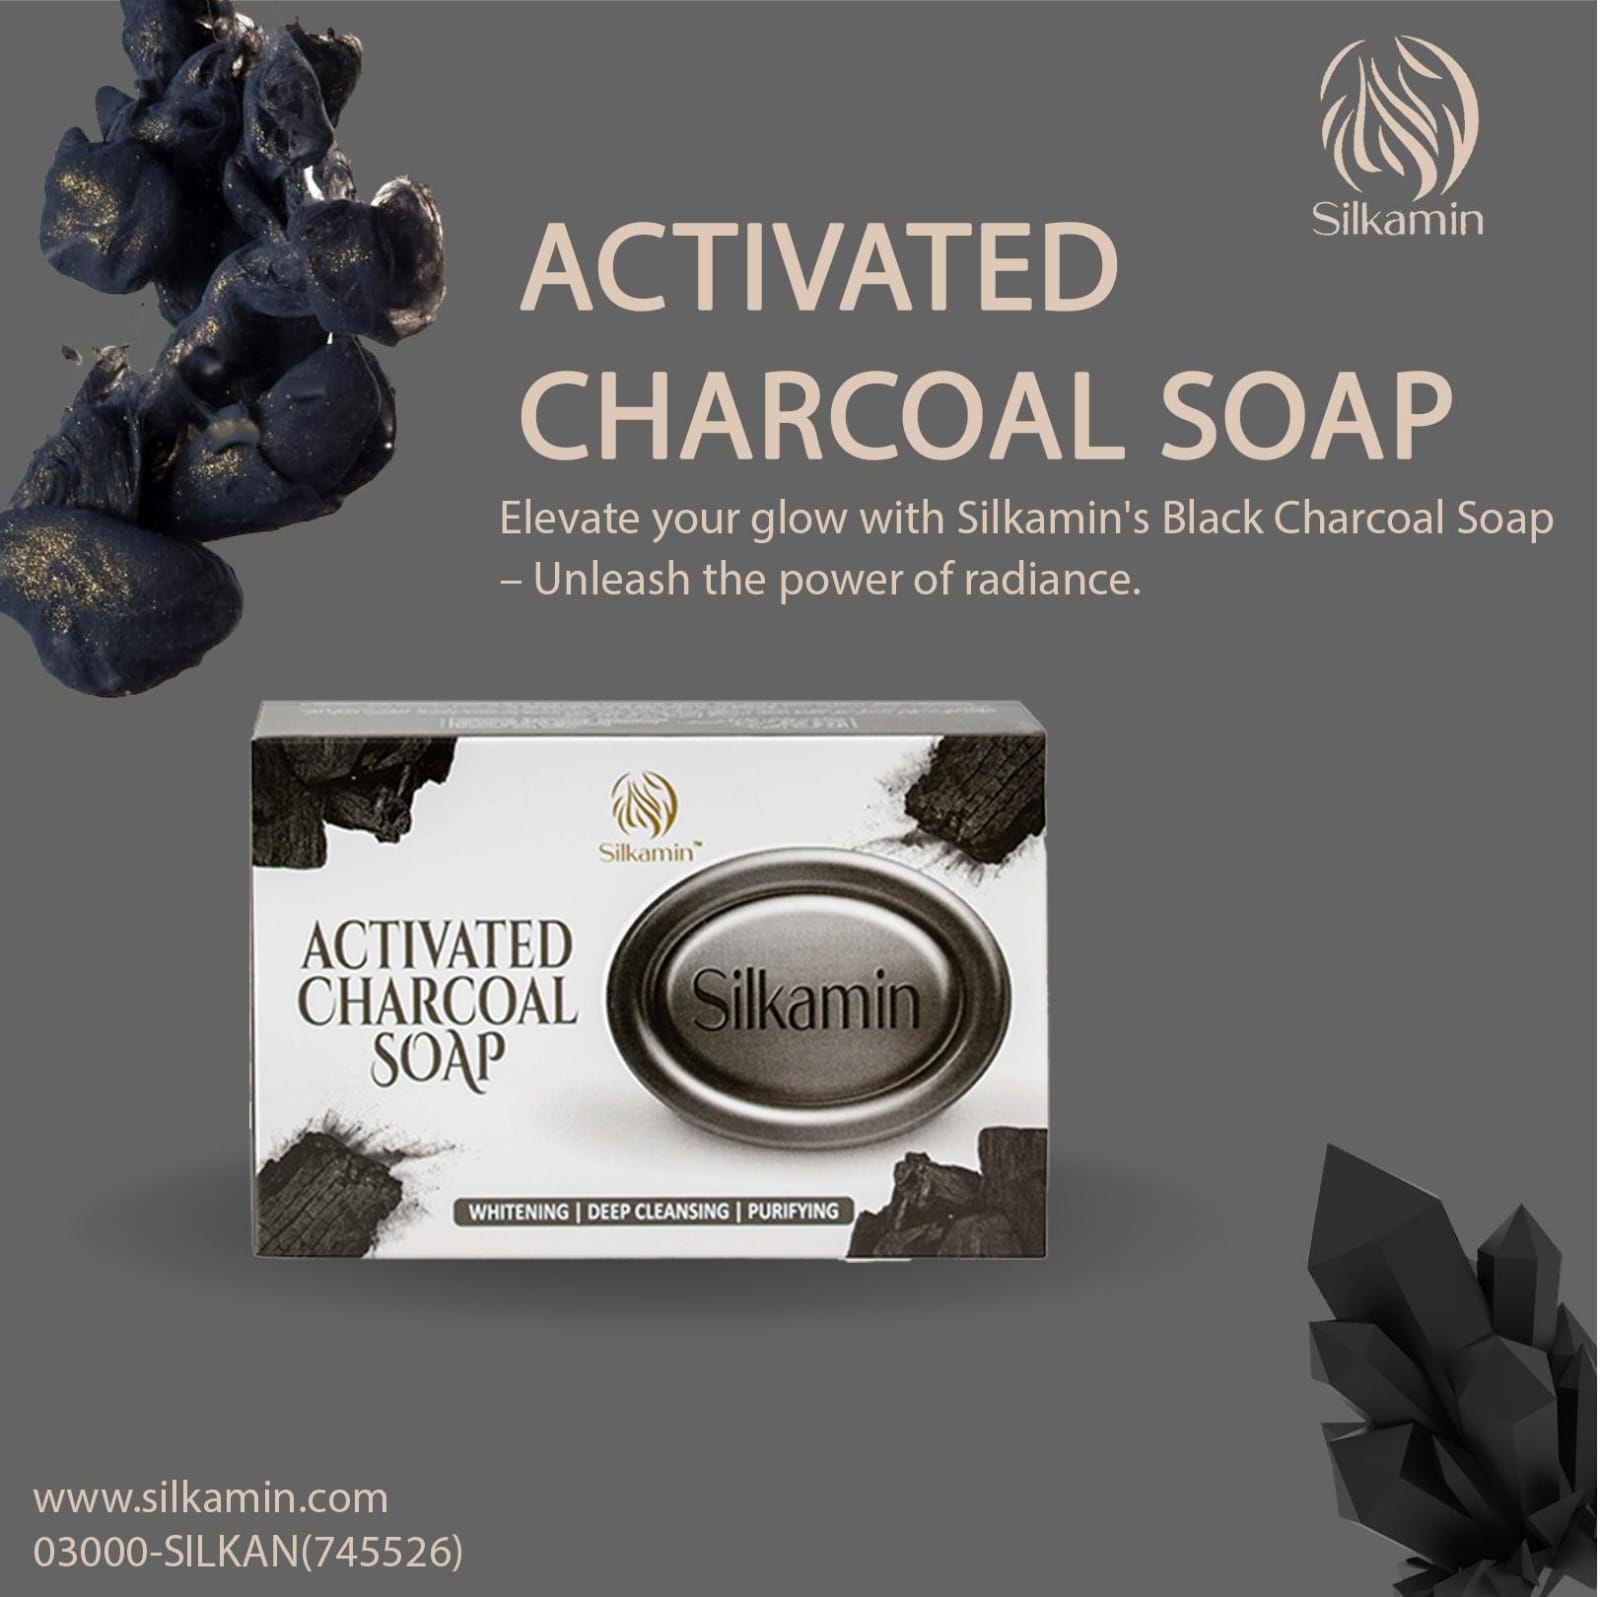 Silkamin
ACTIVATED
CHARCOAL SOAP
Elevate your glow with Silkamin's Black Charcoal Soap
– Unleash the power of radiance.
Silkamin™
ACTIVATED
CHARCOAL
SOAP
Silkamin
WHITENING | DEEP CLEANSING | PURIFYING
www.silkamin.com
03000-SILKAN(745526)